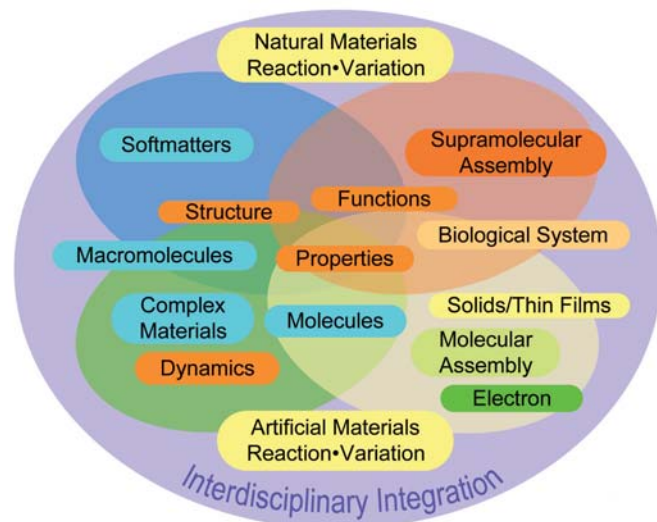 Natural Materials
Reaction•Variation
Softmatters
Supramolecular
Assembly
Functions
Structure
Biological System
Macromolecules
Properties
Solids/Thin Films
Complex
Materials
Molecules
Molecular
Assembly
Dynamics
Electron
Artificial Materials
Reaction•Variation
Interdisciplinary Integration